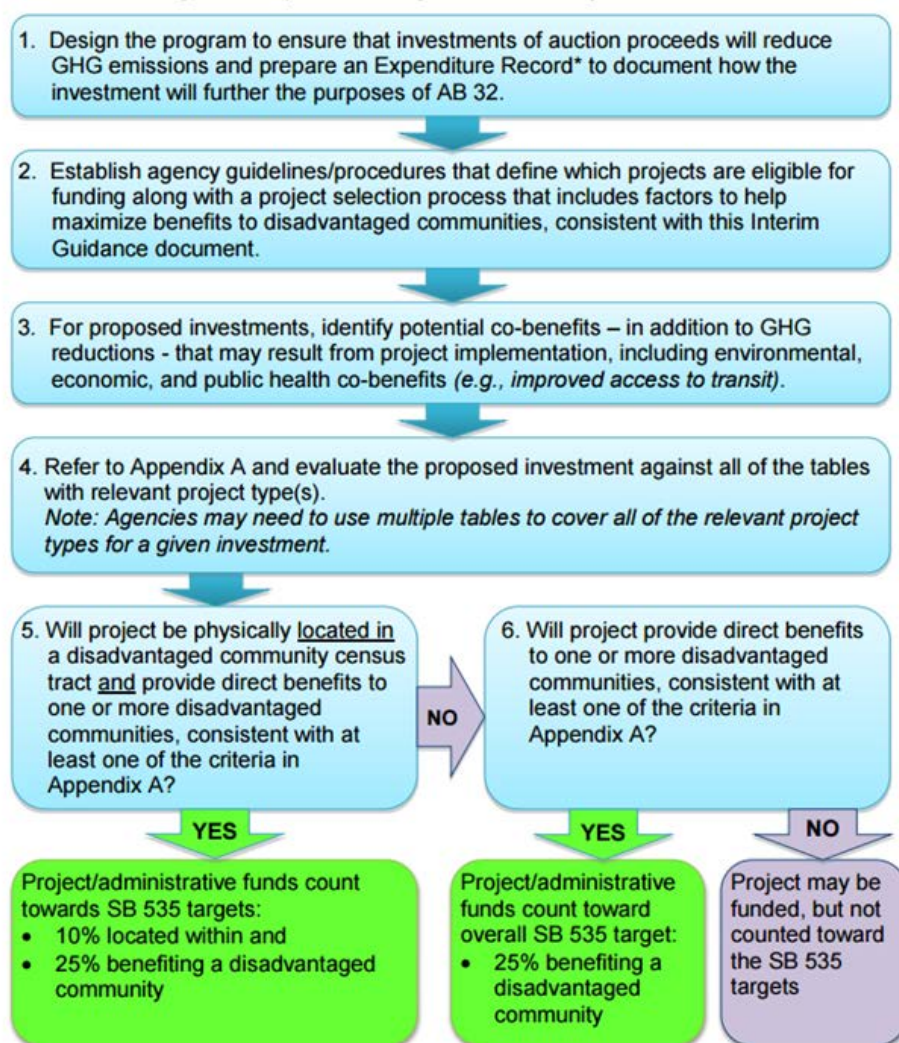 1. Design the program to ensure that investments of auction proceeds will reduce
GHG emissions and prepare an Expenditure Record* to document how the
investment will further the purposes of AB 32.
2. Establish agency guidelines/procedures that define which projects are eligible for
funding along with a project selection process that includes factors to help
maximize benefits to disadvantaged communities, consistent with this Interim
Guidance document.
3. For proposed investments, identify potential co-benefits – in addition to GHG
reductions - that may result from project implementation, including environmental,
economic, and public health co-benefits (e.g., improved access to transit).
4. Refer to Appendix A and evaluate the proposed investment against all of the tables
with relevant project type(s).
Note: Agencies may need to use multiple tables to cover all of the relevant project
types for a given investment.
5. Will project be physically located in
a disadvantaged community census
tract and provide direct benefits to
one or more disadvantaged
communities, consistent with at
least one of the criteria in
Appendix A?
NO
6. Will project provide direct benefits
to one or more disadvantaged
communities, consistent with at
least one of the criteria in
Appendix A?
YES
YES
NO
Project/administrative funds count
towards SB 535 targets:
• 10% located within and
• 25% benefiting a disadvantaged
community
Project/administrative
funds count toward
overall SB 535 target:
• 25% benefiting a
disadvantaged
community
Project may be
funded, but not
counted toward
the SB 535
targets